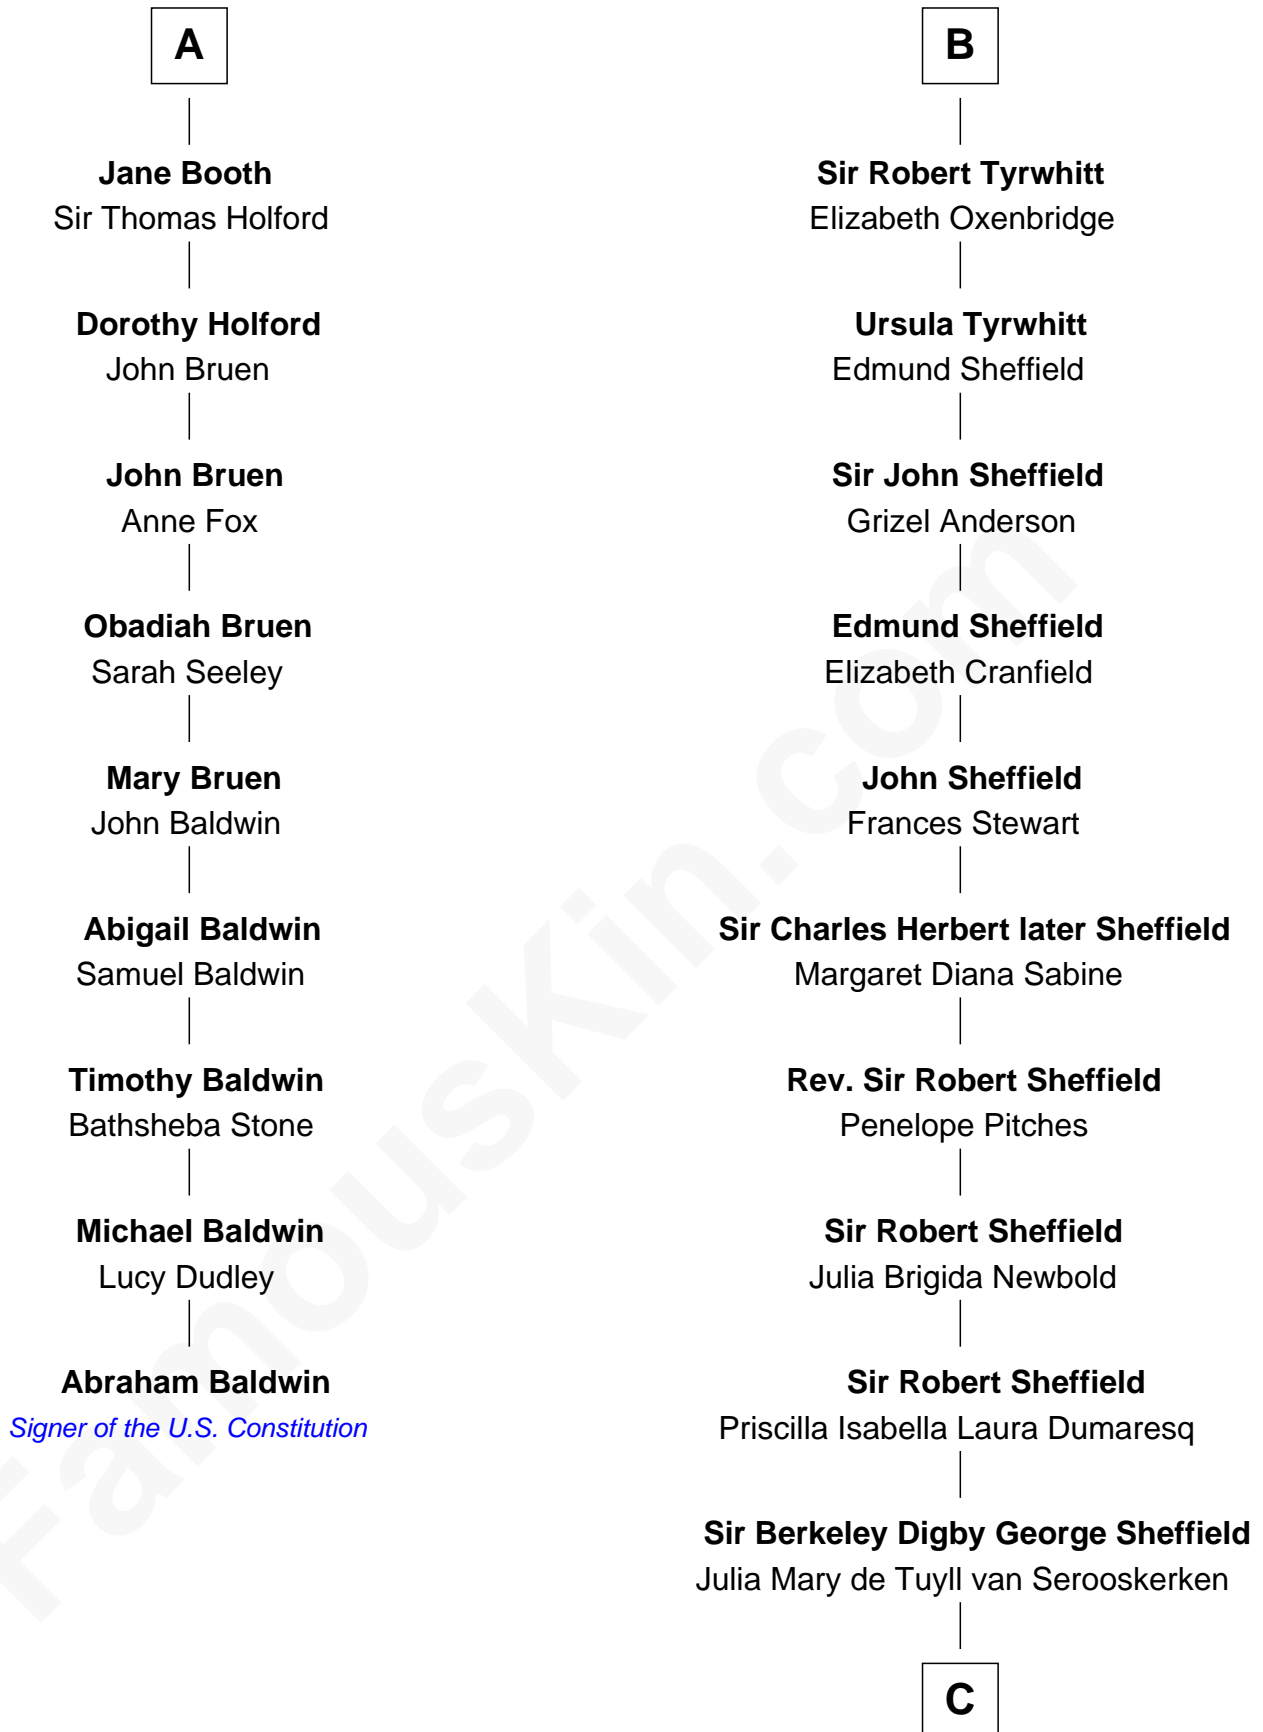 A
Jane Booth
Sir Thomas Holford
Dorothy Holford
John Bruen
John Bruen
Anne Fox
Obadiah Bruen
Sarah Seeley
Mary Bruen
John Baldwin
Abigail Baldwin
Samuel Baldwin
Timothy Baldwin
Bathsheba Stone
Michael Baldwin
Lucy Dudley
Abraham Baldwin
Signer of the U.S. Constitution
B
Sir Robert Tyrwhitt
Elizabeth Oxenbridge
Ursula Tyrwhitt
Edmund Sheffield
Sir John Sheffield
Grizel Anderson
Edmund Sheffield
Elizabeth Cranfield
John Sheffield
Frances Stewart
Sir Charles Herbert later Sheffield
Margaret Diana Sabine
Rev. Sir Robert Sheffield
Penelope Pitches
Sir Robert Sheffield
Julia Brigida Newbold
Sir Robert Sheffield
Priscilla Isabella Laura Dumaresq
Sir Berkeley Digby George Sheffield
Julia Mary de Tuyll van Serooskerken
C
FamousKin.com